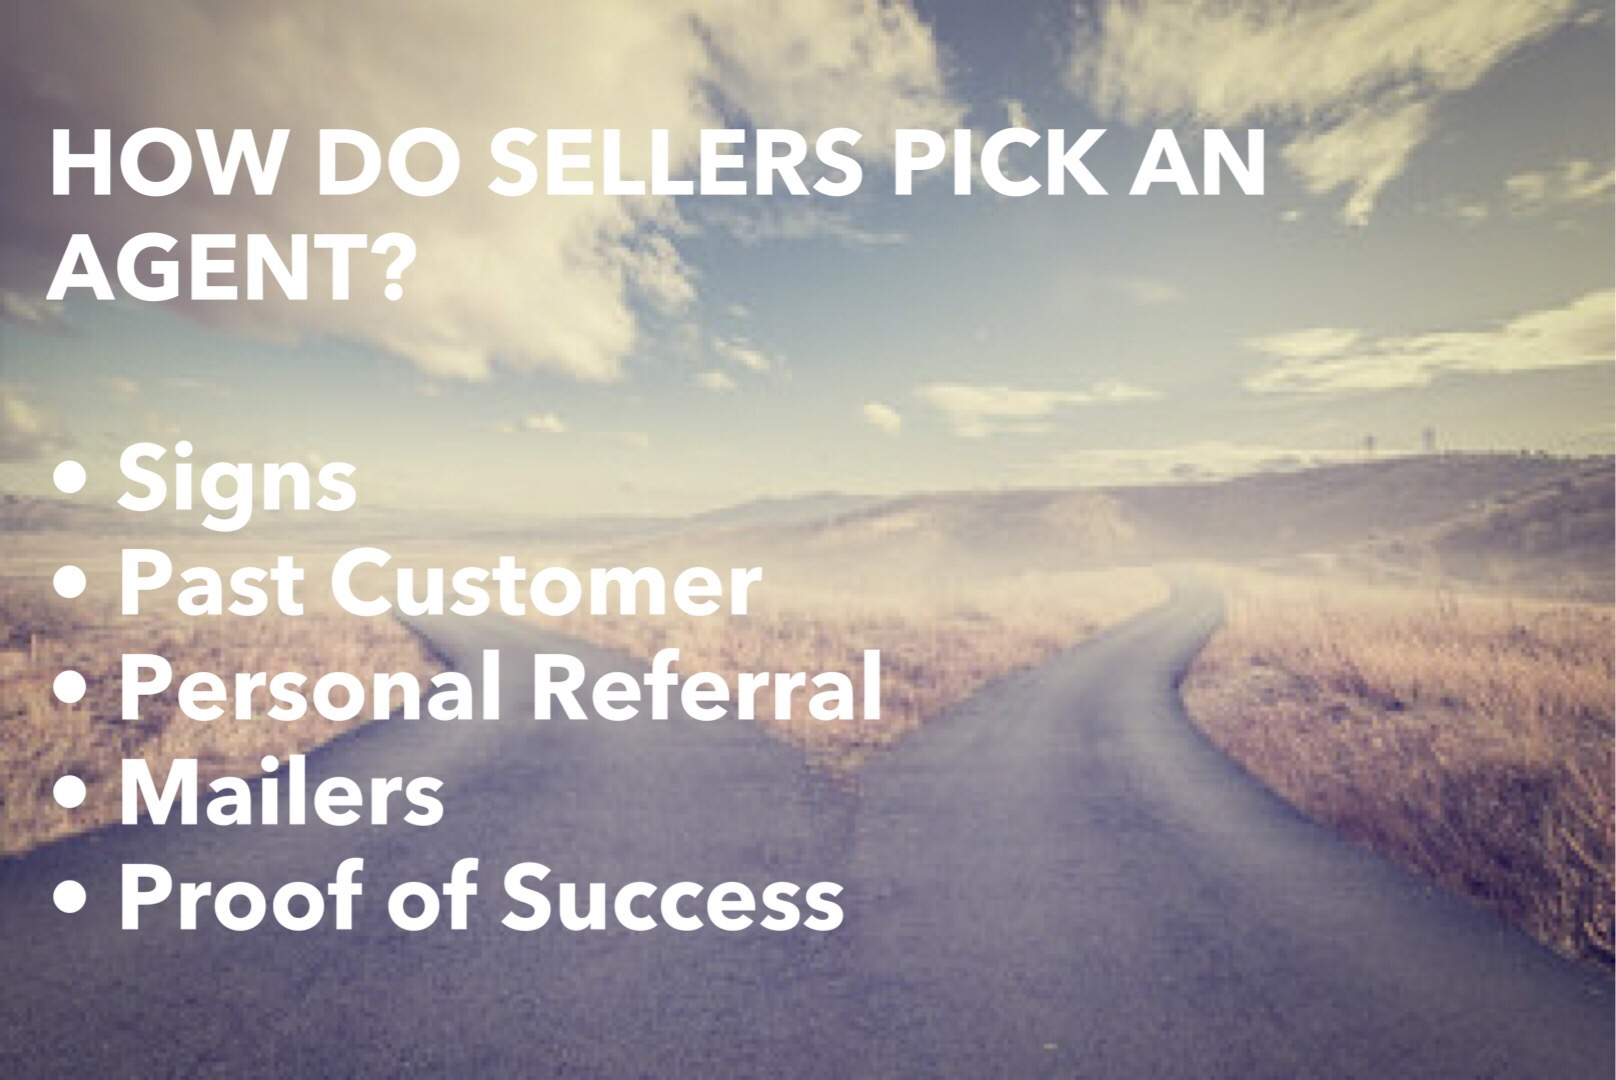 HOW DO SELLERS PICK AN
AGENT?
• Signs
• Past Customer
• Personal Referral
• Mailers
• Proof of Success